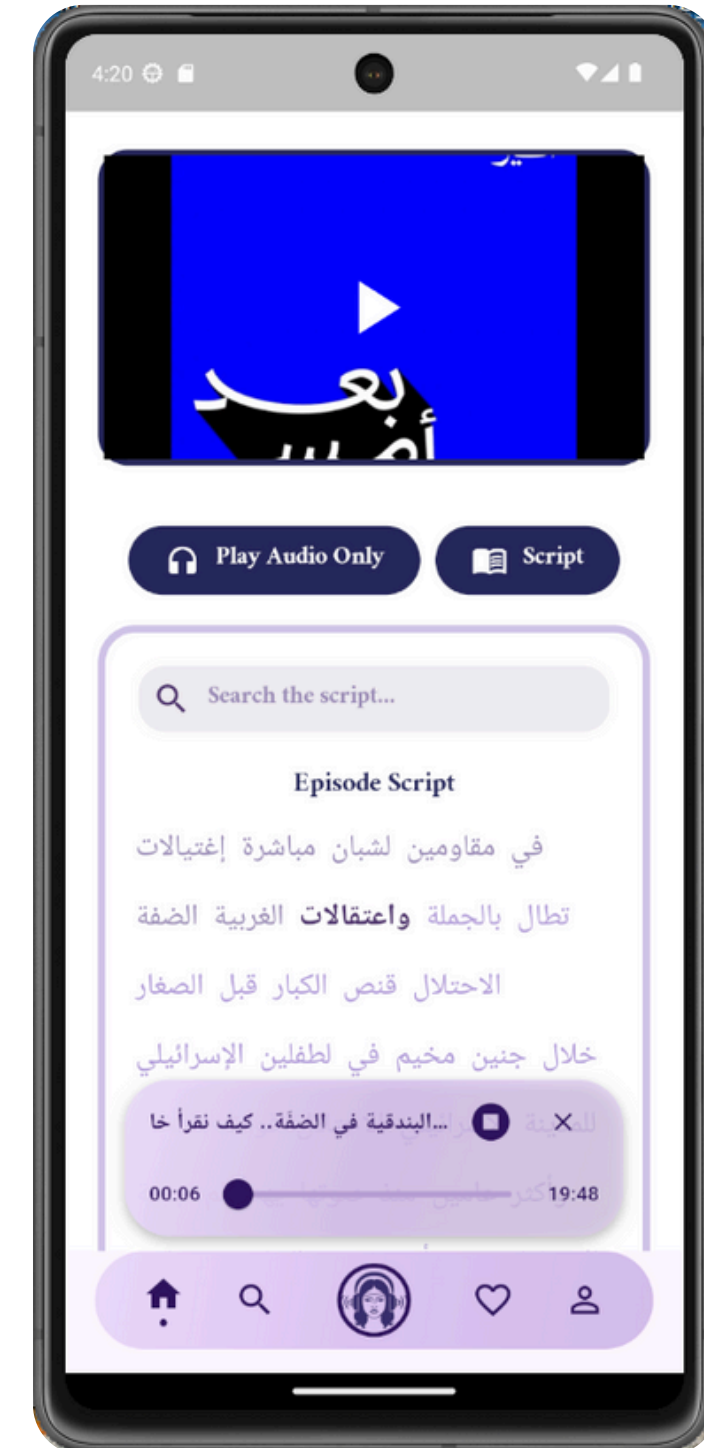 4:20
بعد
Play Audio Only
Script
Search the script...
Episode Script
في مقاومين لشبان مباشرة إغتيالات
تطال بالجملة واعتقالات الغربية الضفة
الاحتلال قنص الكبار قبل الصغار
خلال جنين مخيم في لطفلين الإسرائيلي
...البندقية في الضفّة.. كيف نقرأ خا
00:06
19:48